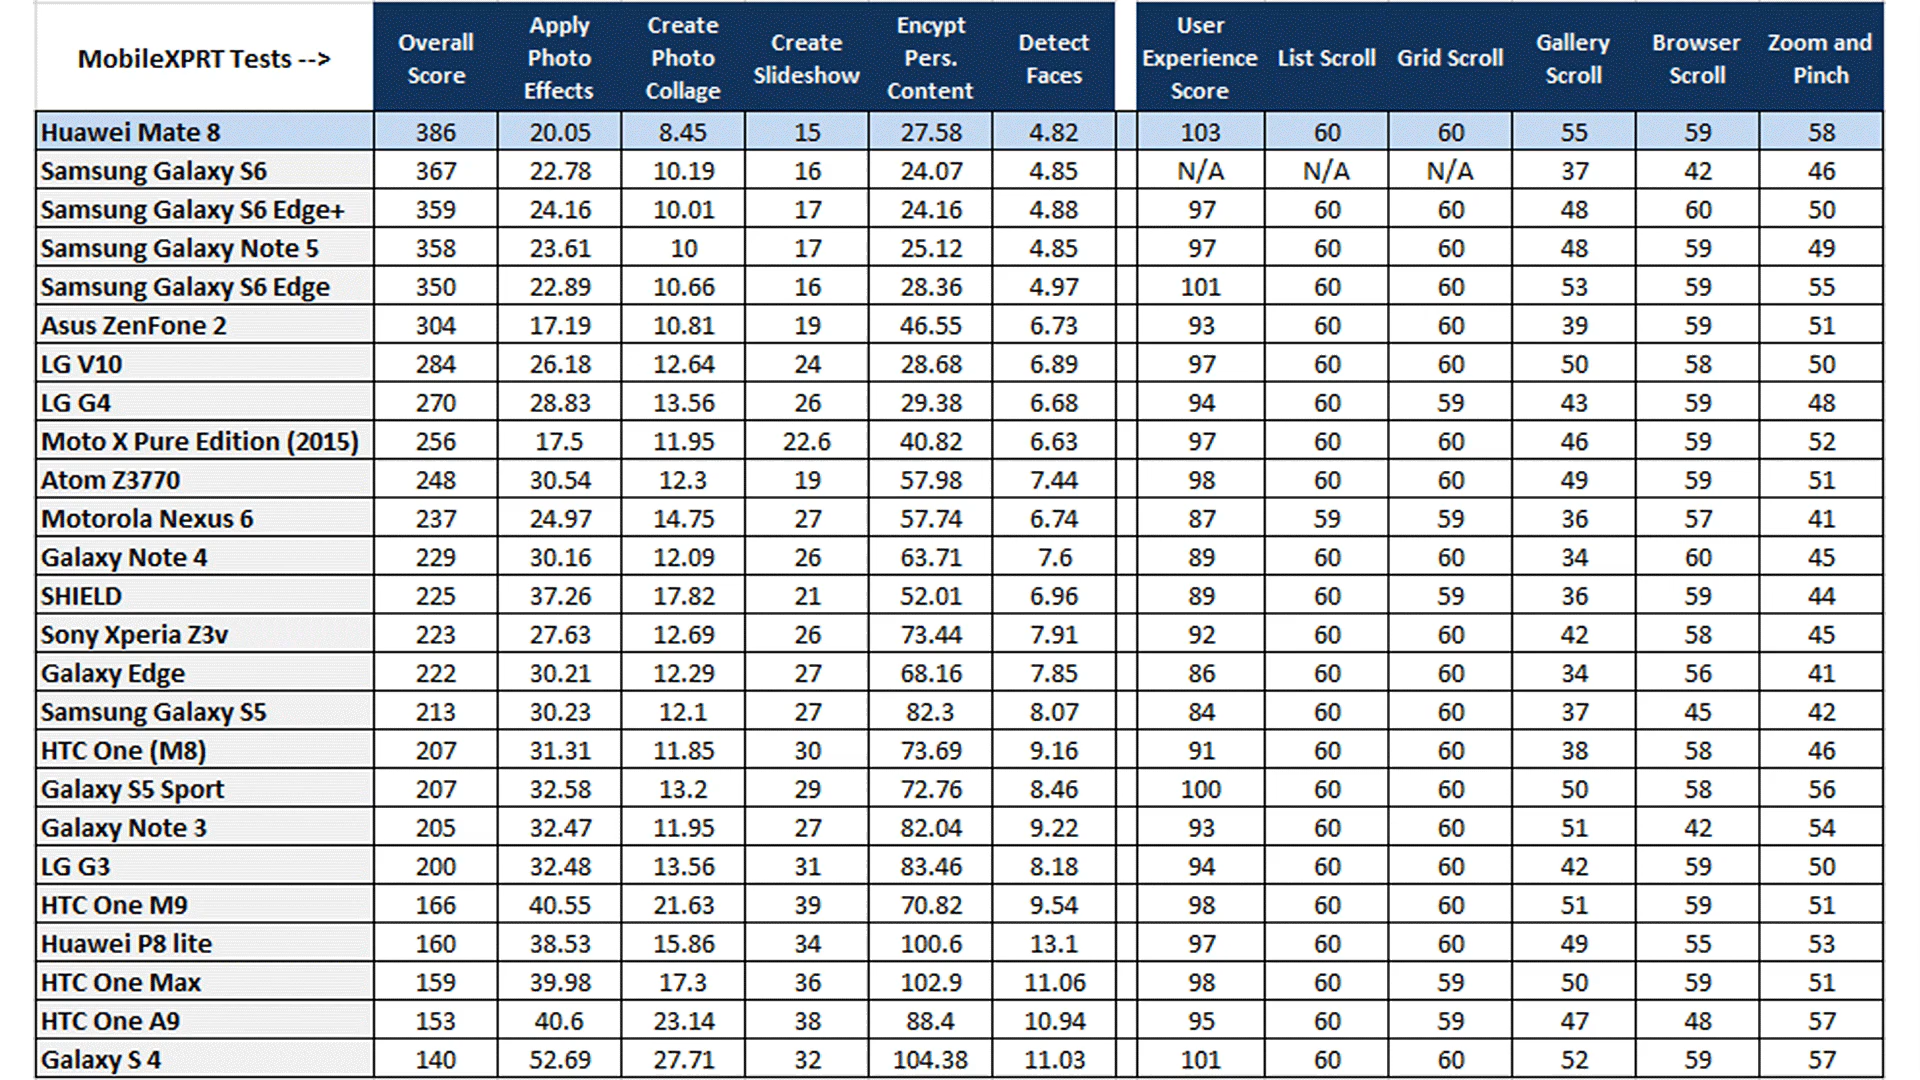 MobileXPRT Tests --> Overall Score Apply Photo Effects Create Photo Collage Create Slideshow Encypt Pers. Content Detect Faces User Experience Score List Scroll Grid Scroll Gallery Scroll Browser Scroll Zoom and Pinch
Huawei Mate 8 386 20.05 8.45 15 27.58 4.82 103 60 60 55 59 58
Samsung Galaxy S6 367 22.78 10.19 16 24.07 4.85 N/A N/A N/A 37 42 46
Samsung Galaxy S6 Edge+ 359 24.16 10.01 17 24.16 4.88 97 60 60 48 60 50
Samsung Galaxy Note 5 358 23.61 10 17 25.12 4.85 97 60 60 48 59 49
Samsung Galaxy S6 Edge 350 22.89 10.66 16 28.36 4.97 101 60 60 53 59 55
Asus ZenFone 2 304 17.19 10.81 19 46.55 6.73 93 60 60 39 59 51
LG V10 284 26.18 12.64 24 28.68 6.89 97 60 60 50 58 50
LG G4 270 28.83 13.56 26 29.38 6.68 94 60 59 43 59 48
Moto X Pure Edition (2015) 256 17.5 11.95 22.6 40.82 6.63 97 60 60 46 59 52
Atom Z3770 248 30.54 12.3 19 57.98 7.44 98 60 60 49 59 51
Motorola Nexus 6 237 24.97 14.75 27 57.74 6.74 87 59 59 36 57 41
Galaxy Note 4 229 30.16 12.09 26 63.71 7.6 89 60 60 34 60 45
SHIELD 225 37.26 17.82 21 52.01 6.96 89 60 59 36 59 44
Sony Xperia Z3v 223 27.63 12.69 26 73.44 7.91 92 60 60 42 58 45
Galaxy Edge 222 30.21 12.29 27 68.16 7.85 86 60 60 34 56 41
Samsung Galaxy S5 213 30.23 12.1 27 82.3 8.07 84 60 60 37 45 42
HTC One (M8) 207 31.31 11.85 30 73.69 9.16 91 60 60 38 58 46
Galaxy S5 Sport 207 32.58 13.2 29 72.76 8.46 100 60 60 50 58 56
Galaxy Note 3 205 32.47 11.95 27 82.04 9.22 93 60 60 51 42 54
LG G3 200 32.48 13.56 31 83.46 8.18 94 60 60 42 59 50
HTC One M9 166 40.55 21.63 39 70.82 9.54 98 60 60 51 59 51
Huawei P8 lite 160 38.53 15.86 34 100.6 13.1 97 60 60 49 55 53
HTC One Max 159 39.98 17.3 36 102.9 11.06 98 60 59 50 59 51
HTC One A9 153 40.6 23.14 38 88.4 10.94 95 60 59 47 48 57
Galaxy S 4 140 52.69 27.71 32 104.38 11.03 101 60 60 52 59 57